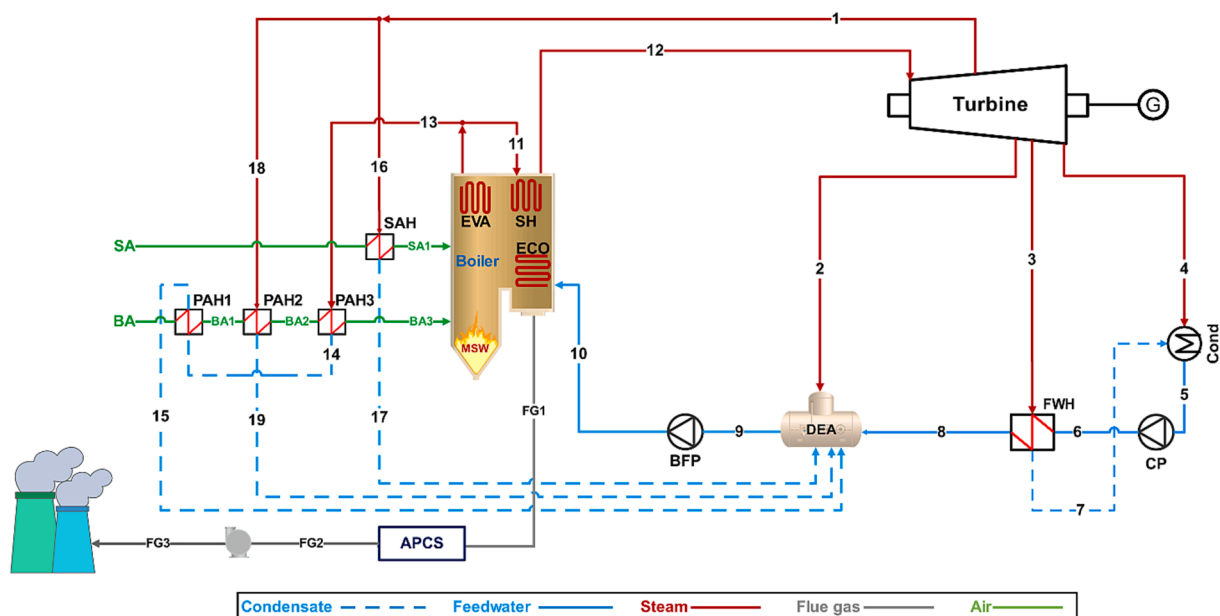 1
12
Turbine
G
13
11
18
16
EVA
SH
SAH
SA
SA1
ECO
Boiler
2
3
4
PAH1
PAH2
PAH3
BA
BA1
BA2
BA3
14
MSW
10
Cond
5
15
19
17
FG1
FWH
DEA
9
8
6
BFP
CP
7
FG3
FG2
APCS
Condensate
Feedwater
Steam
Flue gas
Air